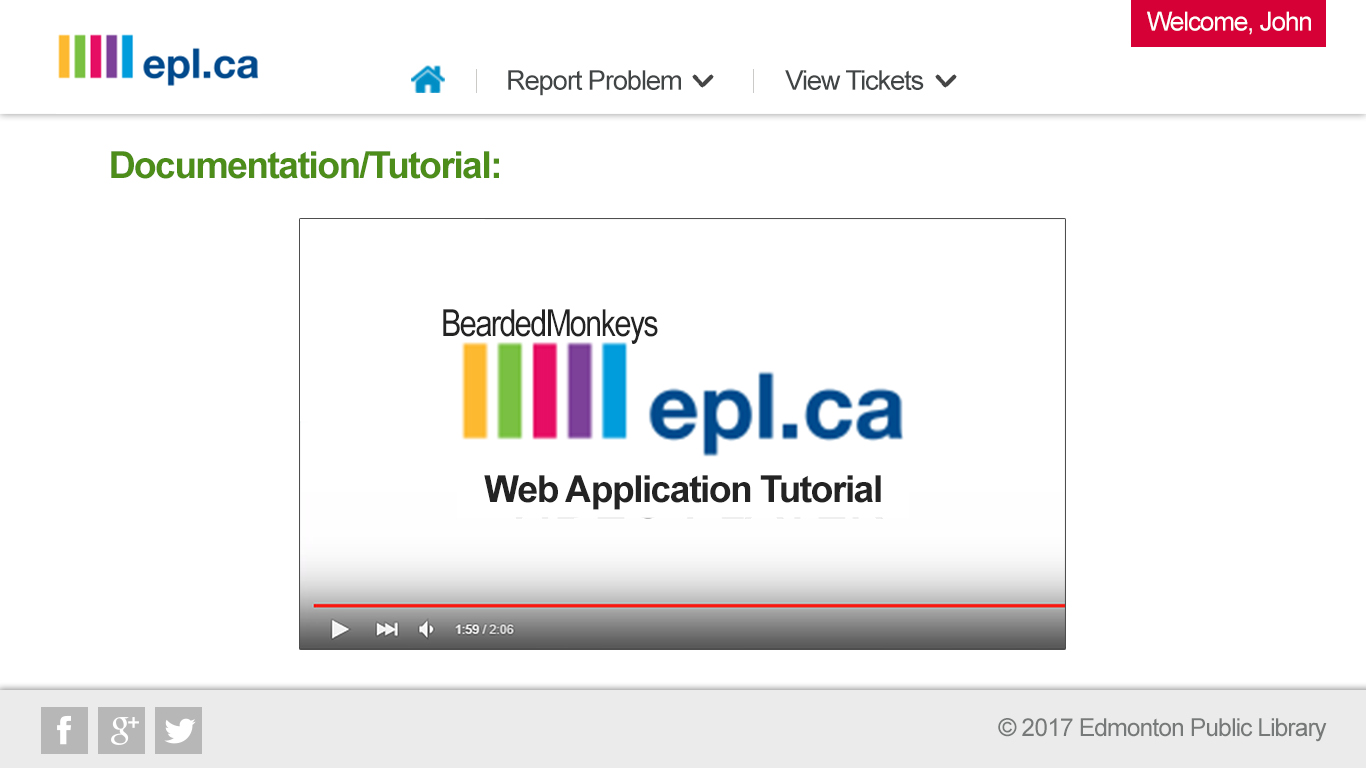 Welcome, John
epl.ca
Report Problem
View Tickets
Documentation/Tutorial:
BeardedMonkeys
epl.ca
Web Application Tutorial
1:59 / 2:06
f g+
© 2017 Edmonton Public Library